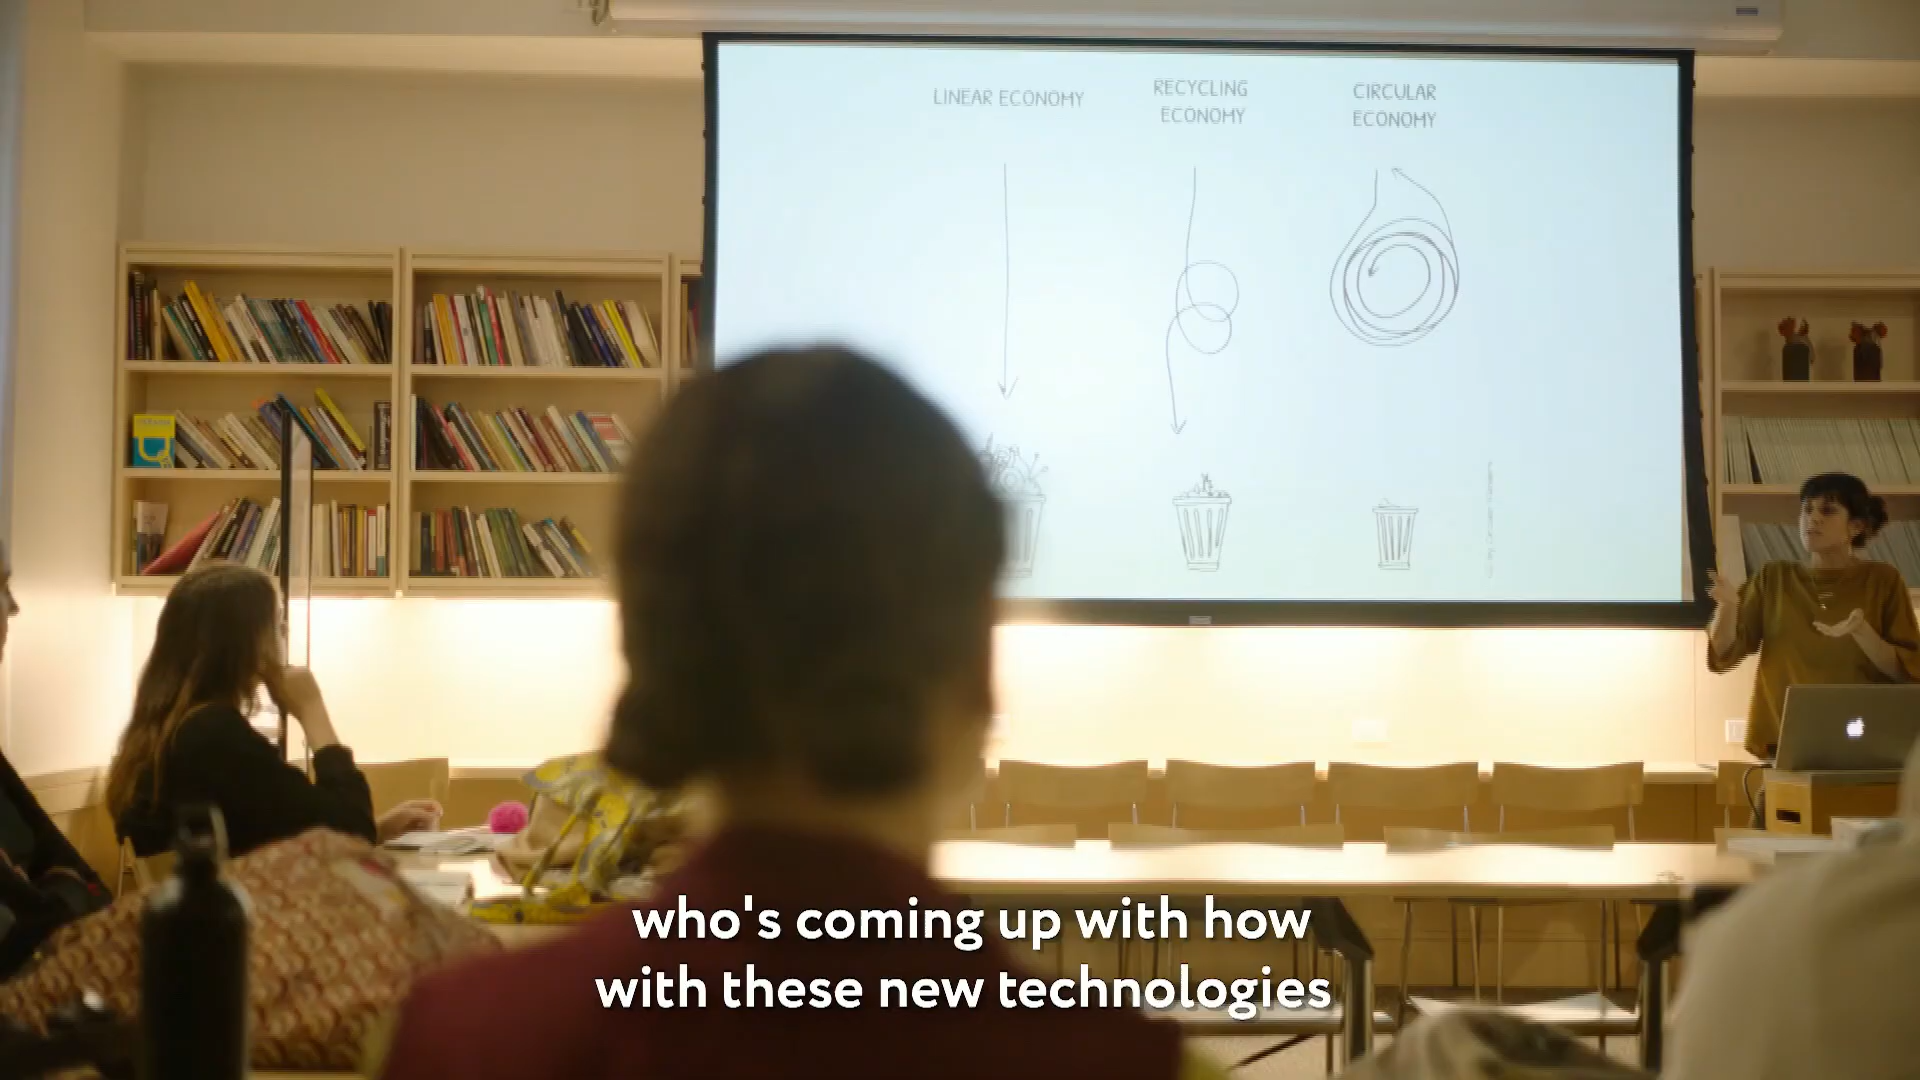 LINEAR ECONOMY
RECYCLING
ECONOMY
CIRCULAR
ECONOMY
who's coming up with how
with these new technologies